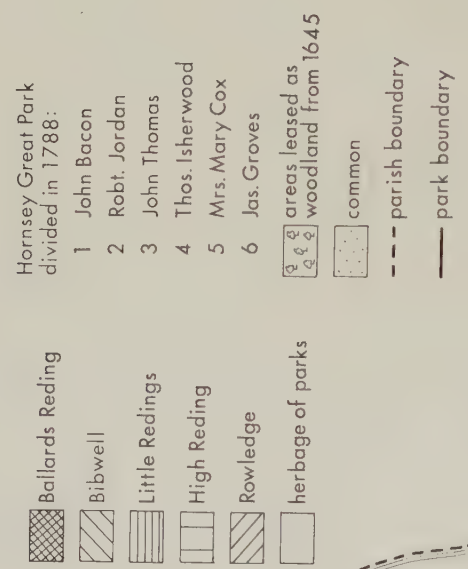 Ballards Reding
Bibwell
Little Redings
High Reding
Rowledge
herbage of parks
Hornsey Great Park
divided in 1788:
1 John Bacon
2 Robt. Jordan
3 John Thomas
4 Thos. Isherwood
5 Mrs. Mary Cox
6 Jas. Groves
areas leased as
woodland from 1645
common
parish boundary
park boundary